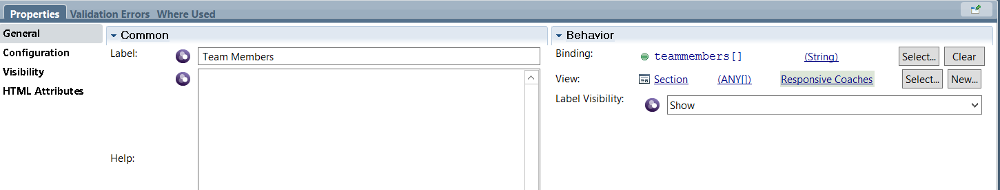 Properties Validation Errors Where Used
General
Configuration
Visibility
HTML Attributes
Common
Label: Team Members
Help:
Behavior
Binding: teammembers[] (String) Select... Clear
View: Section (ANY[]) Responsive Coaches Select... New...
Label Visibility: Show